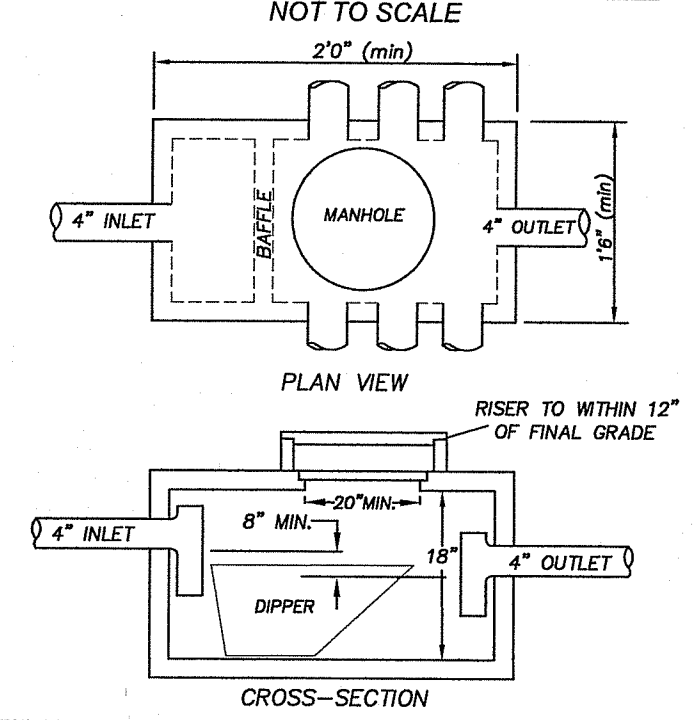 NOT TO SCALE
2'0" (min)
4" INLET
BAFFLE
MANHOLE
4" OUTLET
1'6" (min)
PLAN VIEW
RISER TO WITHIN 12"
OF FINAL GRADE
20"MIN.
4" INLET
8" MIN.
18"
4" OUTLET
DIPPER
CROSS-SECTION